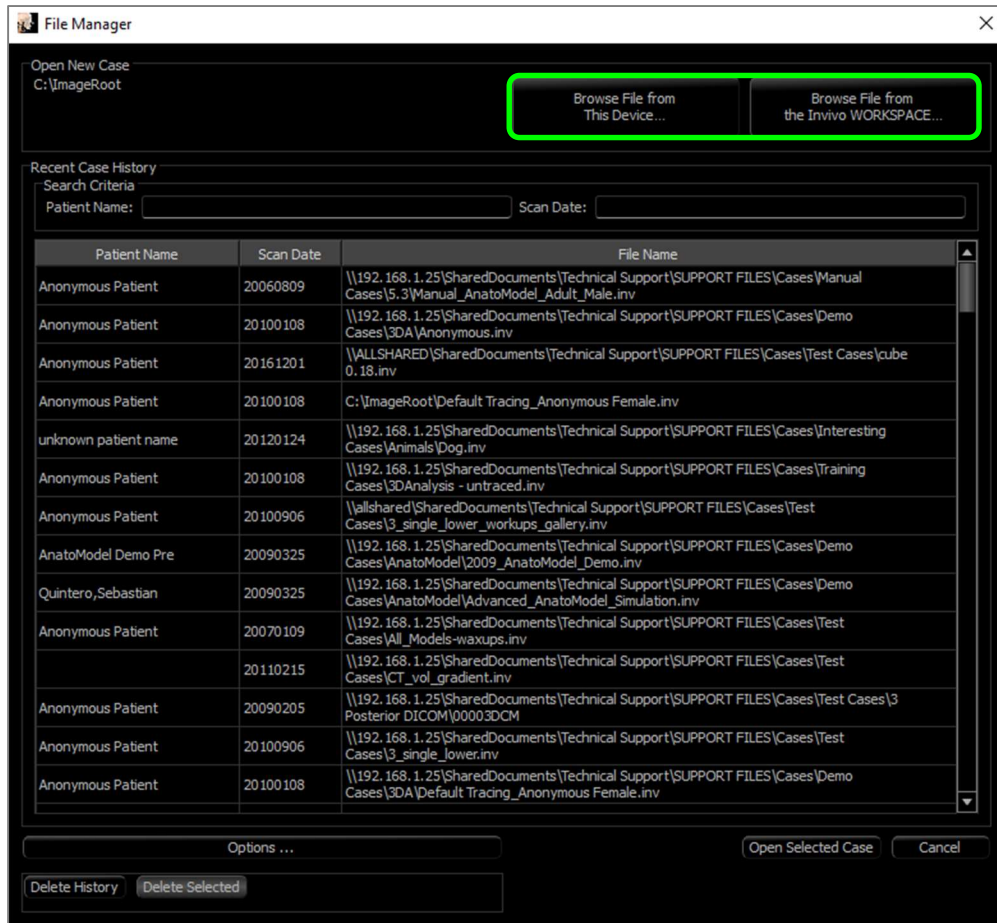 File Manager
Open New Case
C:\ImageRoot
Browse File from
This Device...
Browse File from
the Invivo WORKSPACE...
Recent Case History
Search Criteria
Patient Name:
Scan Date:
Patient Name Scan Date File Name
Anonymous Patient 20060809 \\192.168.1.25\SharedDocuments\Technical Support\SUPPORT FILES\Cases\Manual
Cases\5.3\Manual_AnatoModel_Adult_Male.inv
Anonymous Patient 20100108 \\192.168.1.25\SharedDocuments\Technical Support\SUPPORT FILES\Cases\Demo
Cases\3DA\Anonymous.inv
Anonymous Patient 20161201 \\ALLSHARED\SharedDocuments\Technical Support\SUPPORT FILES\Cases\Test Cases\cube
0.18.inv
Anonymous Patient 20100108 C:\ImageRoot\Default Tracing_Anonymous Female.inv
unknown patient name 20120124 \\192.168.1.25\SharedDocuments\Technical Support\SUPPORT FILES\Cases\Interesting
Cases\Animals\Dog.inv
Anonymous Patient 20100108 \\192.168.1.25\SharedDocuments\Technical Support\SUPPORT FILES\Cases\Training
Cases\3DAnalysis - untraced.inv
Anonymous Patient 20100906 \\allshared\SharedDocuments\Technical Support\SUPPORT FILES\Cases\Test
Cases\3_single_lower_workups_gallery.inv
AnatoModel Demo Pre 20090325 \\192.168.1.25\SharedDocuments\Technical Support\SUPPORT FILES\Cases\Demo
Cases\AnatoModel\2009_AnatoModel_Demo.inv
Quintero,Sebastian 20090325 \\192.168.1.25\SharedDocuments\Technical Support\SUPPORT FILES\Cases\Demo
Cases\AnatoModel\Advanced_AnatoModel_Simulation.inv
Anonymous Patient 20070109 \\192.168.1.25\SharedDocuments\Technical Support\SUPPORT FILES\Cases\Test
Cases\All_Models-waxups.inv
20110215 \\192.168.1.25\SharedDocuments\Technical Support\SUPPORT FILES\Cases\Test
Cases\CT_vol_gradient.inv
Anonymous Patient 20090205 \\192.168.1.25\SharedDocuments\Technical Support\SUPPORT FILES\Cases\Test Cases\3
Posterior DICOM\00003DCM
Anonymous Patient 20100906 \\192.168.1.25\SharedDocuments\Technical Support\SUPPORT FILES\Cases\Test
Cases\3_single_lower.inv
Anonymous Patient 20100108 \\192.168.1.25\SharedDocuments\Technical Support\SUPPORT FILES\Cases\Demo
Cases\3DA\Default Tracing_Anonymous Female.inv
Options ...
Open Selected Case
Cancel
Delete History
Delete Selected